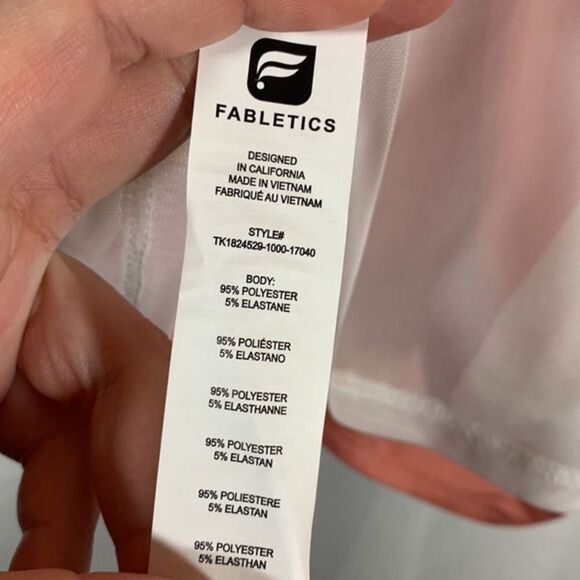 FABLETICS
DESIGNED
IN CALIFORNIA
MADE IN VIETNAM
FABRIQUÉ AU VIETNAM
STYLE#
TK1824529-1000-17040
BODY:
95% POLYESTER
5% ELASTANE
95% POLIÉSTER
5% ELASTANO
95% POLYESTER
5% ELASTHANNE
95% POLYESTER
5% ELASTAN
95% POLIESTERE
5% ELASTAN
95% POLYESTER
5% ELASTHAN